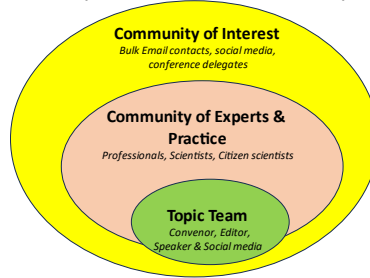 Community of Interest
Bulk Email contacts, social media,
conference delegates
Community of Experts &
Practice
Professionals, Scientists, Citizen scientists
Topic Team
Convenor, Editor,
Speaker & Social media